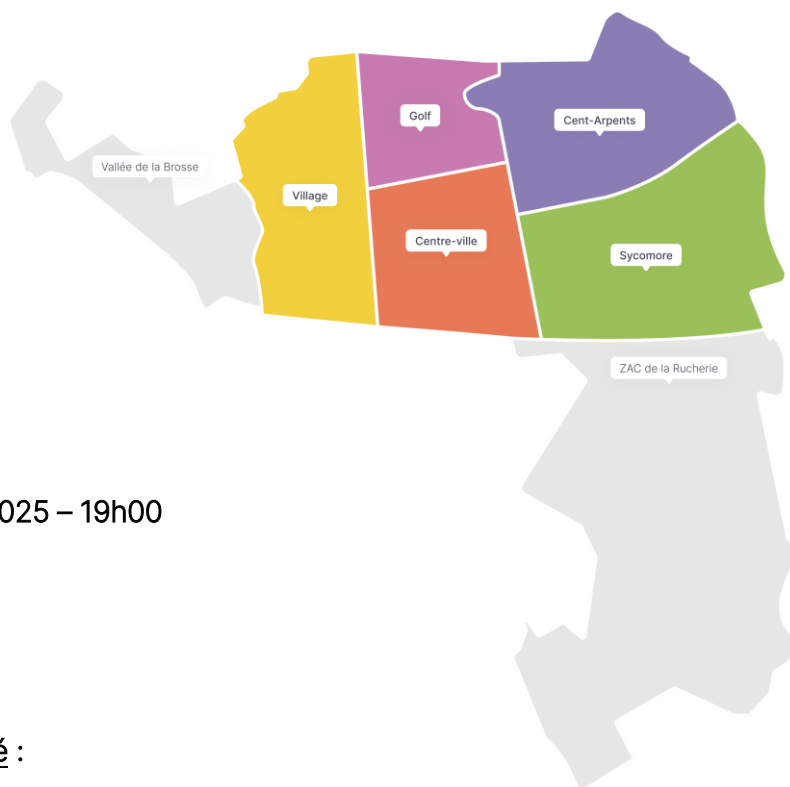 Golf
Cent-Arpents
Vallée de la Brosse
Village
Centre-ville
Sycomore
ZAC de la Rucherie
025 – 19h00
é :